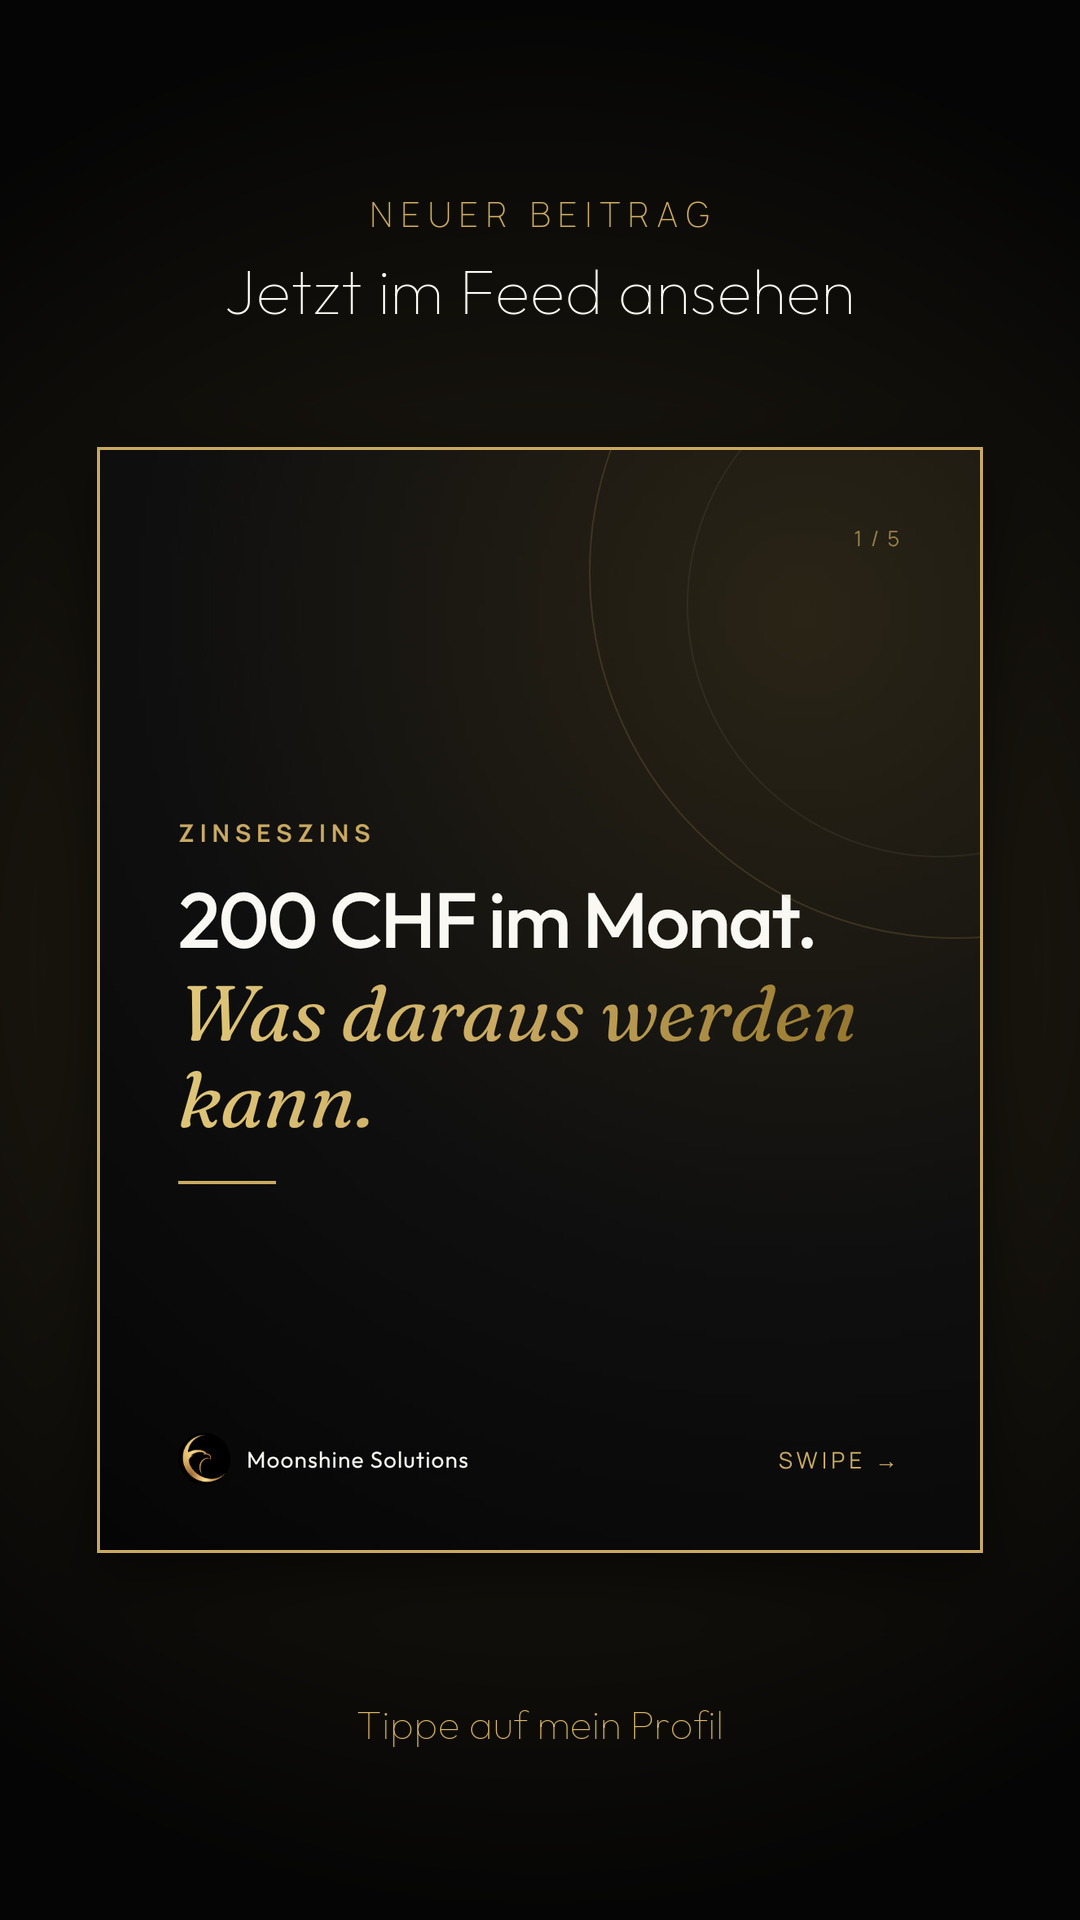 NEUER BEITRAG
Jetzt im Feed ansehen
1 / 5
ZINSESZINS
200 CHF im Monat.
Was daraus werden
kann.
Moonshine Solutions
SWIPE →
Tippe auf mein Profil